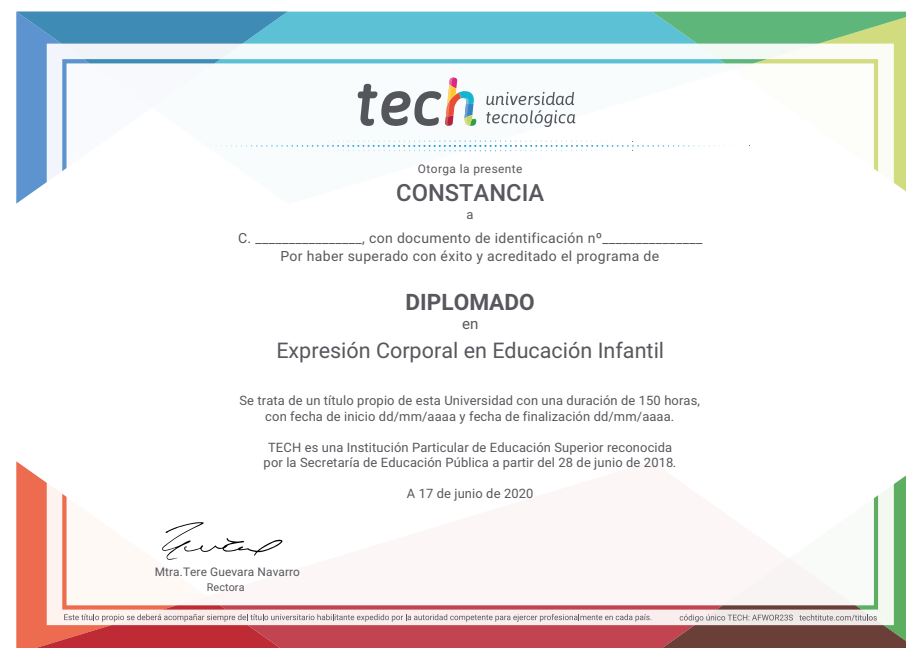 tech universidad
tecnológica
Otorga la presente
CONSTANCIA
a
C. ________________, con documento de identificación nº_______________
Por haber superado con éxito y acreditado el programa de
DIPLOMADO
en
Expresión Corporal en Educación Infantil
Se trata de un título propio de esta Universidad con una duración de 150 horas,
con fecha de inicio dd/mm/aaaa y fecha de finalización dd/mm/aaaa.
TECH es una Institución Particular de Educación Superior reconocida
por la Secretaría de Educación Pública a partir del 28 de junio de 2018.
A 17 de junio de 2020
Mtra.Tere Guevara Navarro
Rectora
Este título propio se deberá acompañar siempre del título universitario habilitante expedido por la autoridad competente para ejercer profesionalmente en cada país. código único TECH: AFWOR23S techtitute.com/titulos